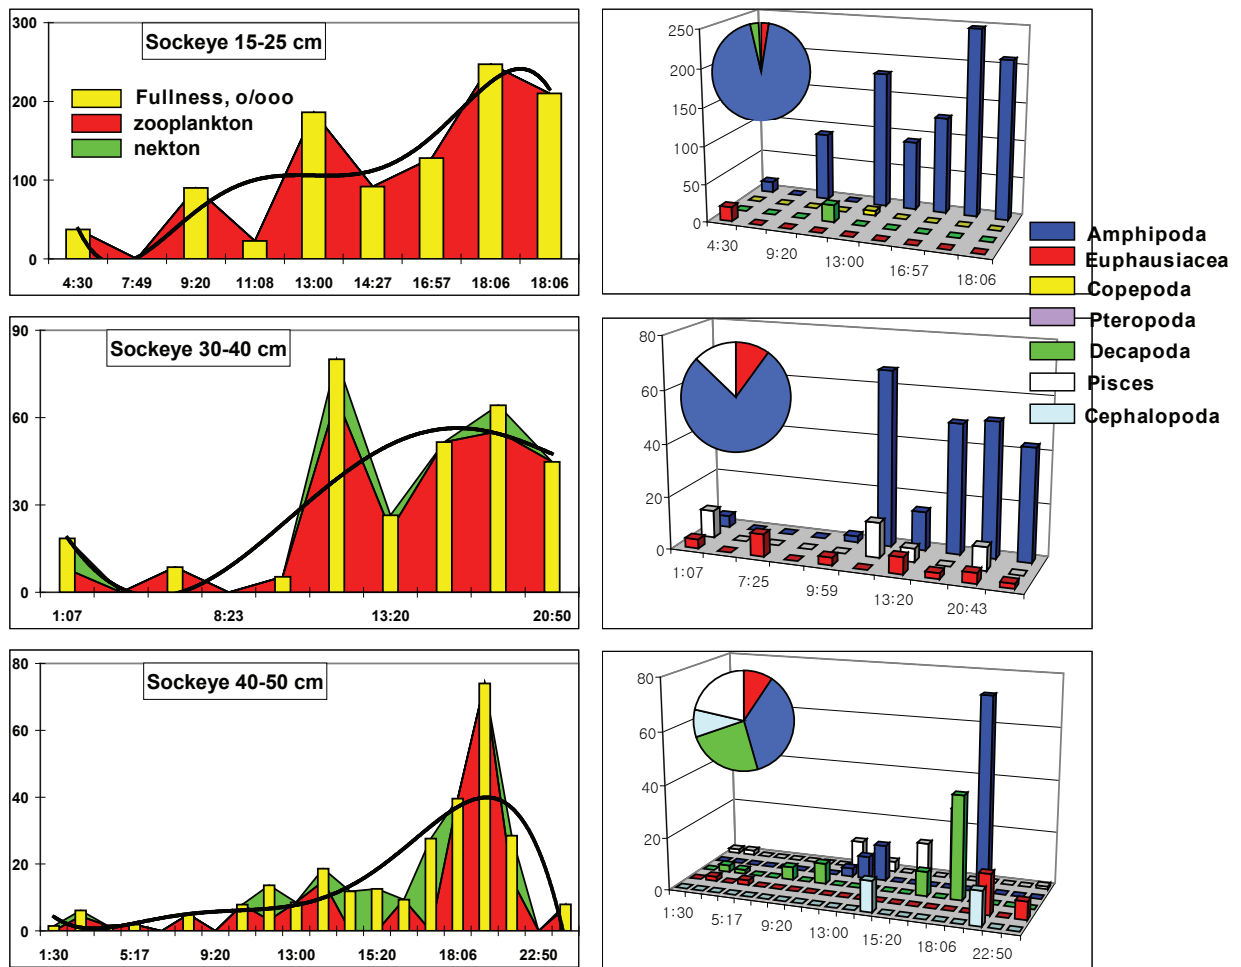 Sockeye 15-25 cm
300
200
100
0
Fullness, o/ooo
zooplankton
nekton
4:30 7:49 9:20 11:08 13:00 14:27 16:57 18:06 18:06
250
200
150
100
50
0
4:30 9:20 13:00 16:57 18:06
Amphipoda
Euphausiacea
Copepoda
Pteropoda
Decapoda
Pisces
Cephalopoda
Sockeye 30-40 cm
90
60
30
0
1:07 8:23 13:20 20:50
80
60
40
20
0
1:07 7:25 9:59 13:20 20:43
Sockeye 40-50 cm
80
60
40
20
0
1:30 5:17 9:20 13:00 15:20 18:06 22:50
80
60
40
20
0
1:30 5:17 9:20 13:00 15:20 18:06 22:50